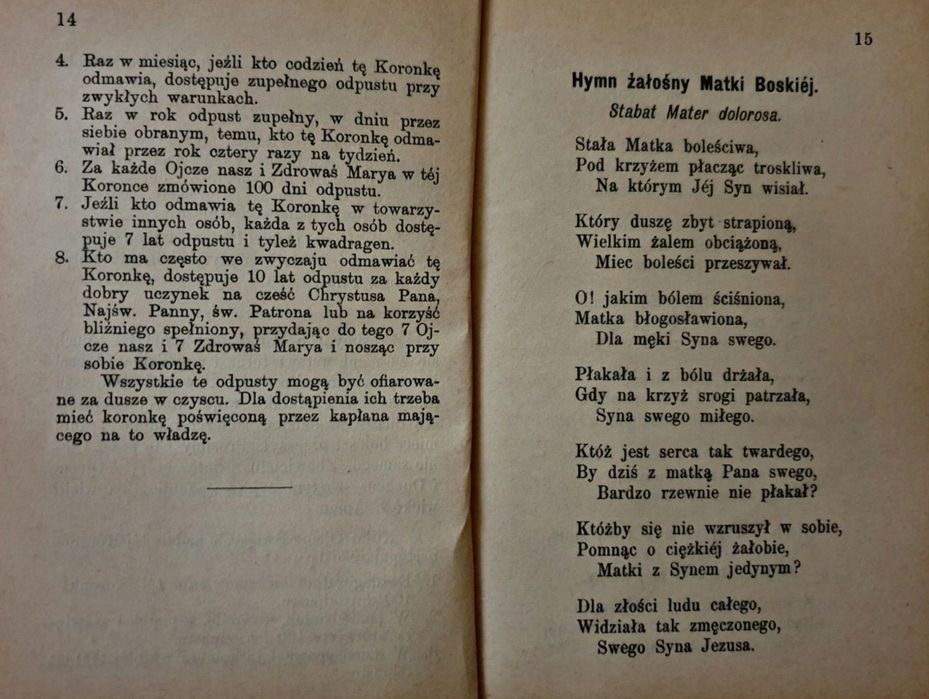 14
4. Raz w miesiąc, jeźli kto codzień tę Koronkę
odmawia, dostępuje zupełnego odpustu przy
zwykłych warunkach.
5. Raz w rok odpust zupełny, w dniu przez
siebie obranym, temu, kto tę Koronkę odma-
wiał przez rok cztery razy na tydzień.
6. Za każde Ojcze nasz i Zdrowaś Marya w téj
Koronce zmówione 100 dni odpustu.
7. Jeźli kto odmawia tę Koronkę w towarzy-
stwie innych osób, każda z tych osób dostę-
puje 7 lat odpustu i tyleż kwadragen.
8. Kto ma często we zwyczaju odmawiać tę
Koronkę, dostępuje 10 lat odpustu za każdy
dobry uczynek na cześć Chrystusa Pana,
Najśw. Panny, św. Patrona lub na korzyść
bliźniego spełniony, przydając do tego 7 Oj-
cze nasz i 7 Zdrowaś Marya i nosząc przy
sobie Koronkę.
Wszystkie te odpusty mogą być ofiarowa-
ne za dusze w czyscu. Dla dostąpienia ich trzeba
mieć koronkę poświęconą przez kapłana mają-
cego na to władzę.
15
Hymn żałośny Matki Boskiéj.
Stabat Mater dolorosa.
Stała Matka boleściwa,
Pod krzyżem płacząc troskliwa,
Na którym Jéj Syn wisiał.
Który duszę zbyt strapioną,
Wielkim żalem obciążoną,
Miec boleści przeszywał.
O! jakim bólem ściśniona,
Matka błogosławiona,
Dla męki Syna swego.
Płakała i z bólu drżała,
Gdy na krzyż srogi patrzała,
Syna swego miłego.
Któż jest serca tak twardego,
By dziś z matką Pana swego,
Bardzo rzewnie nie płakał?
Któżby się nie wzruszył w sobie,
Pomnąc o ciężkiéj żałobie,
Matki z Synem jedynym?
Dla złości ludu całego,
Widziała tak zmęczonego,
Swego Syna Jezusa.